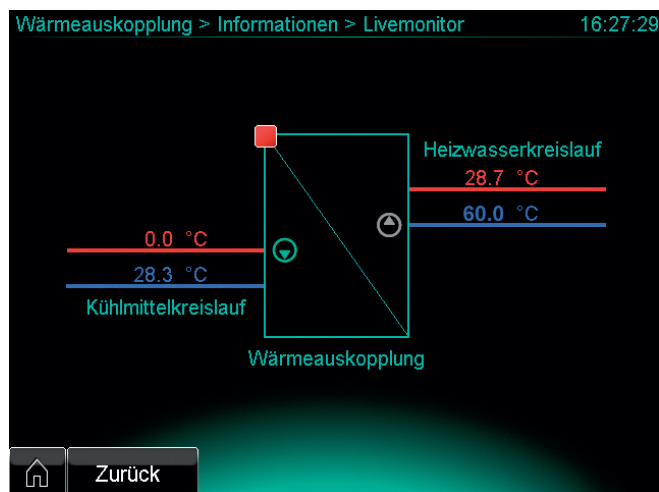 Wärmeauskopplung > Informationen > Livemonitor 16:27:29
Heizwasserkreislauf
28.7 °C
60.0 °C
0.0 °C
28.3 °C
Kühlmittelkreislauf
Wärmeauskopplung
Zurück